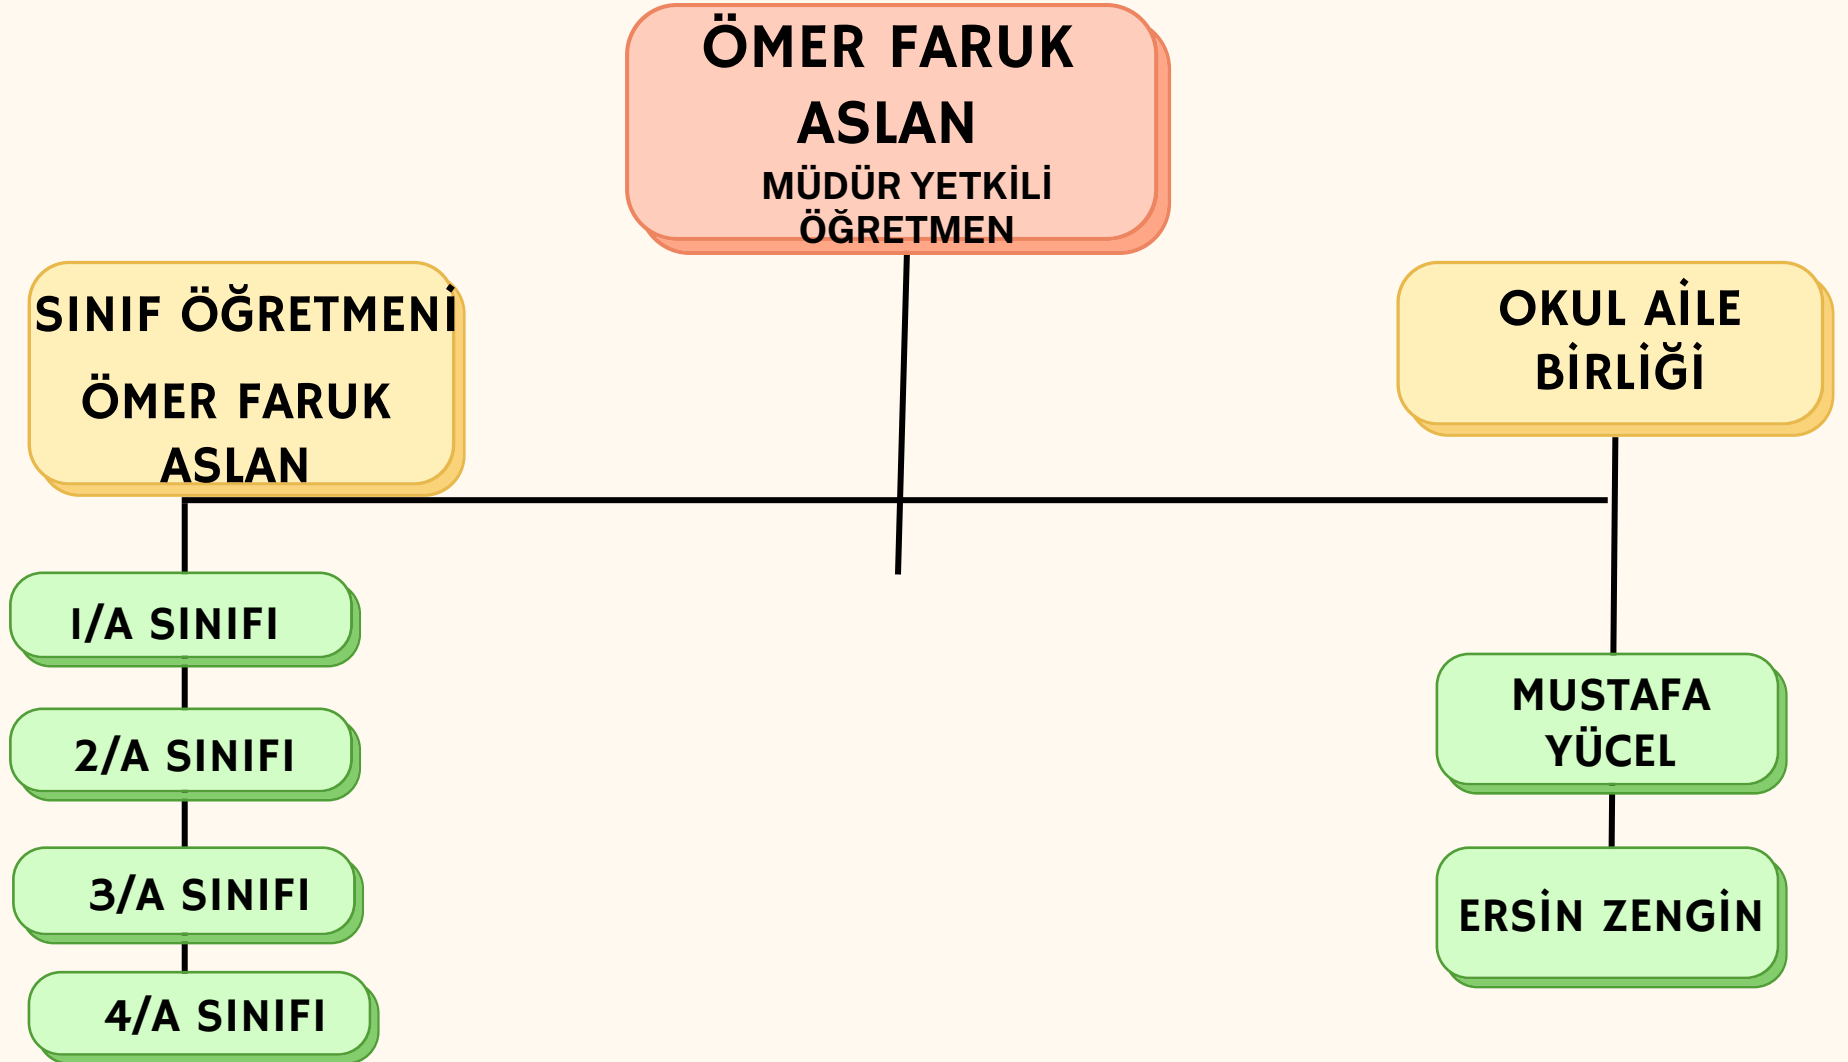 ÖMER FARUK
ASLAN
MÜDÜR YETKİLİ
ÖĞRETMEN
SINIF ÖĞRETMENİ
ÖMER FARUK
ASLAN
OKUL AİLE
BİRLİĞİ
1/A SINIFI
2/A SINIFI
3/A SINIFI
4/A SINIFI
MUSTAFA
YÜCEL
ERSİN ZENGİN